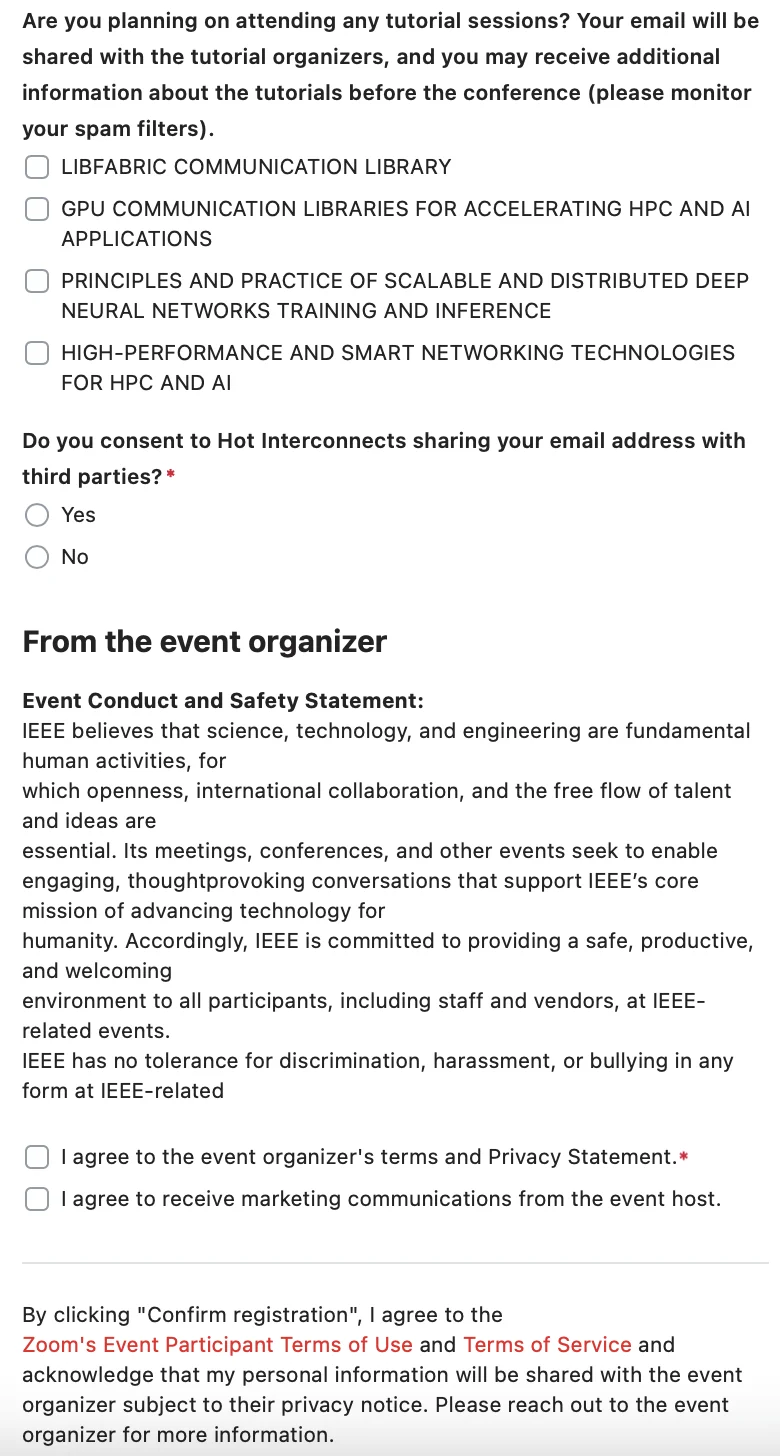 Are you planning on attending any tutorial sessions? Your email will be
shared with the tutorial organizers, and you may receive additional
information about the tutorials before the conference (please monitor
your spam filters).
LIBFABRIC COMMUNICATION LIBRARY
GPU COMMUNICATION LIBRARIES FOR ACCELERATING HPC AND AI
APPLICATIONS
PRINCIPLES AND PRACTICE OF SCALABLE AND DISTRIBUTED DEEP
NEURAL NETWORKS TRAINING AND INFERENCE
HIGH-PERFORMANCE AND SMART NETWORKING TECHNOLOGIES
FOR HPC AND AI
Do you consent to Hot Interconnects sharing your email address with
third parties? *
Yes
No
From the event organizer
Event Conduct and Safety Statement:
IEEE believes that science, technology, and engineering are fundamental
human activities, for
which openness, international collaboration, and the free flow of talent
and ideas are
essential. Its meetings, conferences, and other events seek to enable
engaging, thoughtprovoking conversations that support IEEE’s core
mission of advancing technology for
humanity. Accordingly, IEEE is committed to providing a safe, productive,
and welcoming
environment to all participants, including staff and vendors, at IEEE-
related events.
IEEE has no tolerance for discrimination, harassment, or bullying in any
form at IEEE-related
I agree to the event organizer's terms and Privacy Statement.*
I agree to receive marketing communications from the event host.
By clicking "Confirm registration", I agree to the
Zoom's Event Participant Terms of Use and Terms of Service and
acknowledge that my personal information will be shared with the event
organizer subject to their privacy notice. Please reach out to the event
organizer for more information.